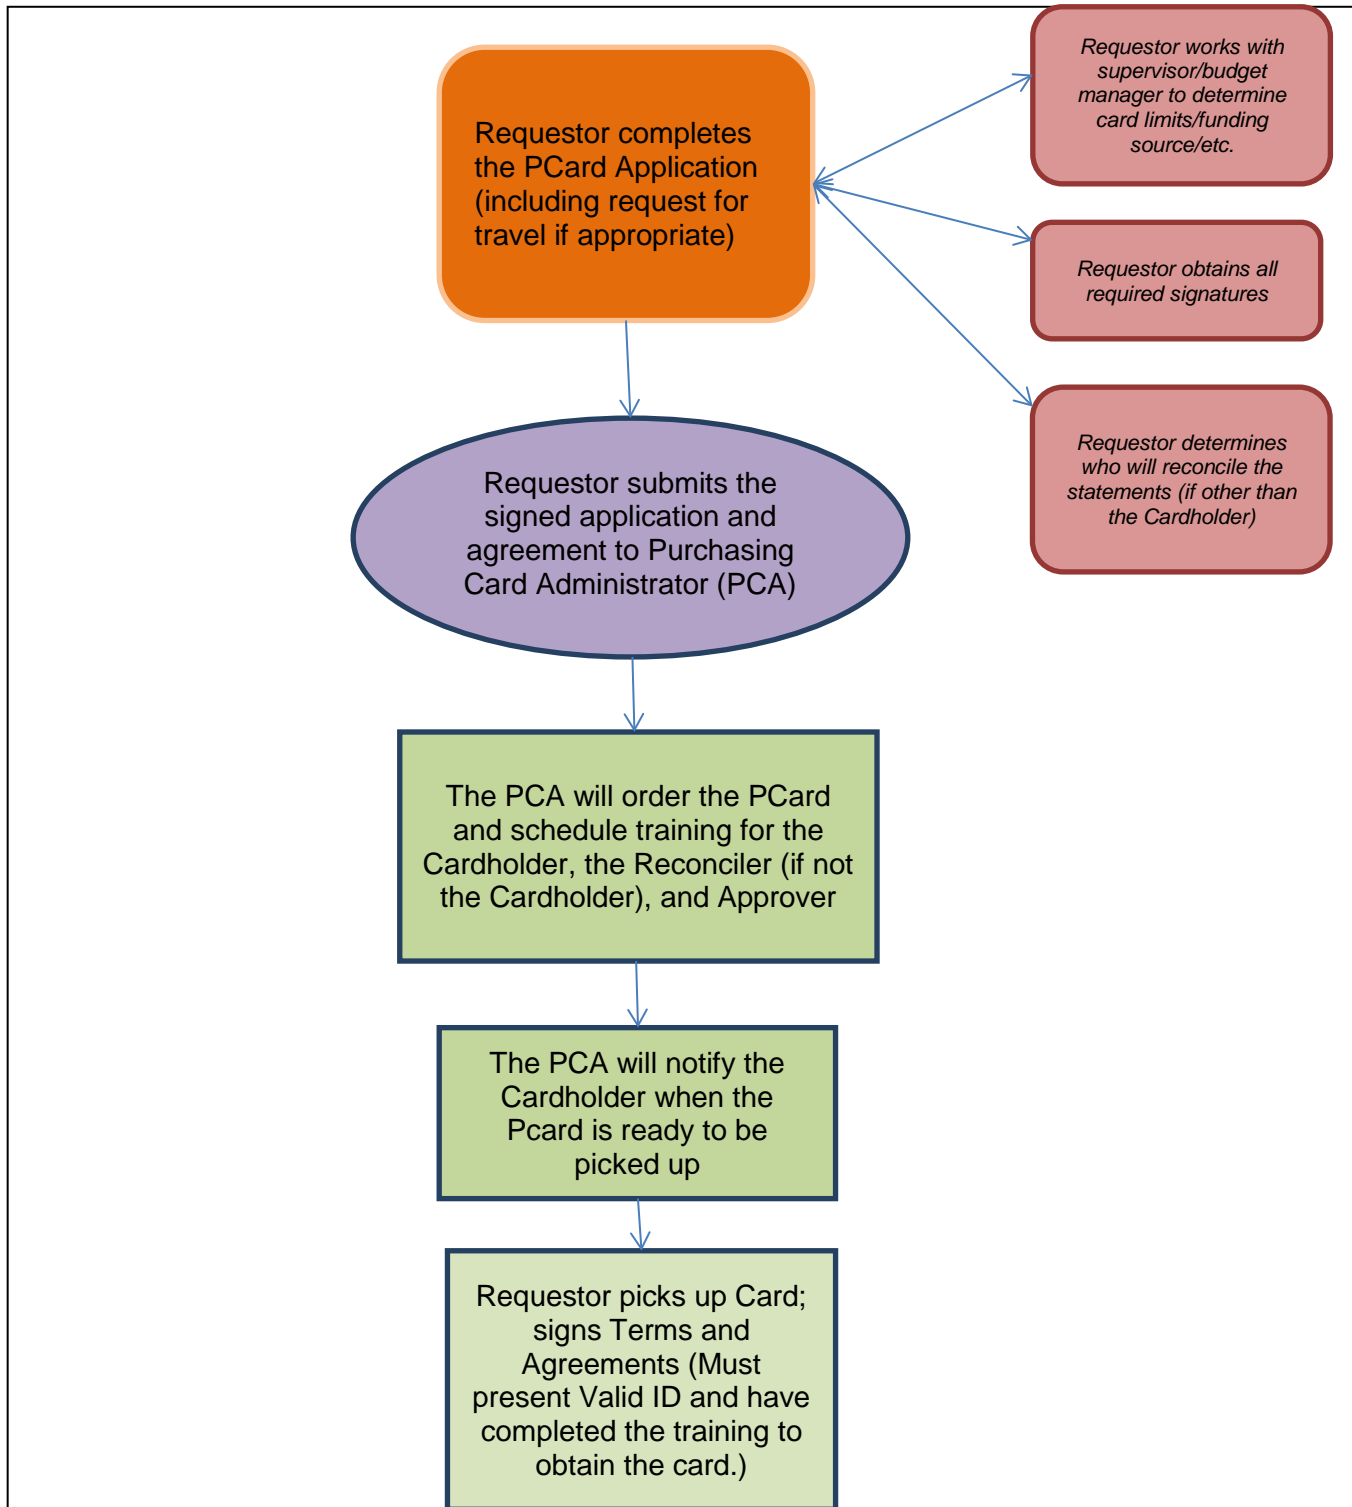 Requestor completes
the PCard Application
(including request for
travel if appropriate)
Requestor works with
supervisor/budget
manager to determine
card limits/funding
source/etc.
Requestor obtains all
required signatures
Requestor determines
who will reconcile the
statements (if other than
the Cardholder)
Requestor submits the
signed application and
agreement to Purchasing
Card Administrator (PCA)
The PCA will order the PCard
and schedule training for the
Cardholder, the Reconciler (if not
the Cardholder), and Approver
The PCA will notify the
Cardholder when the
Pcard is ready to be
picked up
Requestor picks up Card;
signs Terms and
Agreements (Must
present Valid ID and have
completed the training to
obtain the card.)